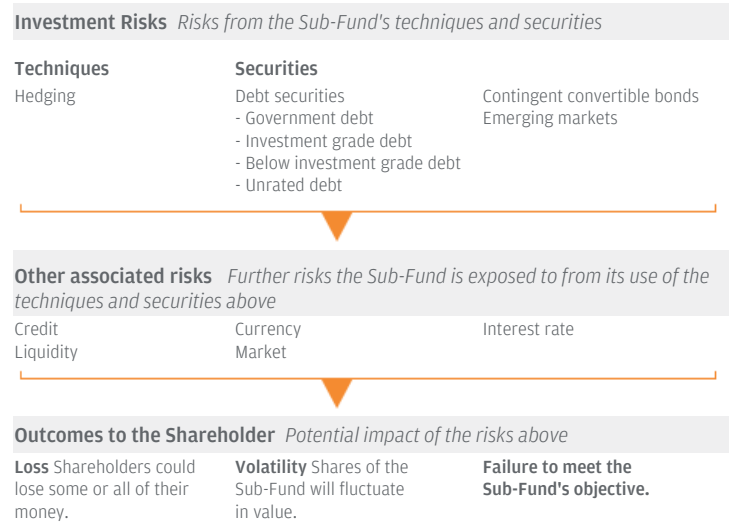 Investment Risks Risks from the Sub-Fund's techniques and securities
Techniques
Hedging
Securities
Debt securities
- Government debt
- Investment grade debt
- Below investment grade debt
- Unrated debt
Contingent convertible bonds
Emerging markets
Other associated risks Further risks the Sub-Fund is exposed to from its use of the
techniques and securities above
Credit
Liquidity
Currency
Market
Interest rate
Outcomes to the Shareholder Potential impact of the risks above
Loss Shareholders could
lose some or all of their
money.
Volatility Shares of the
Sub-Fund will fluctuate
in value.
Failure to meet the
Sub-Fund's objective.